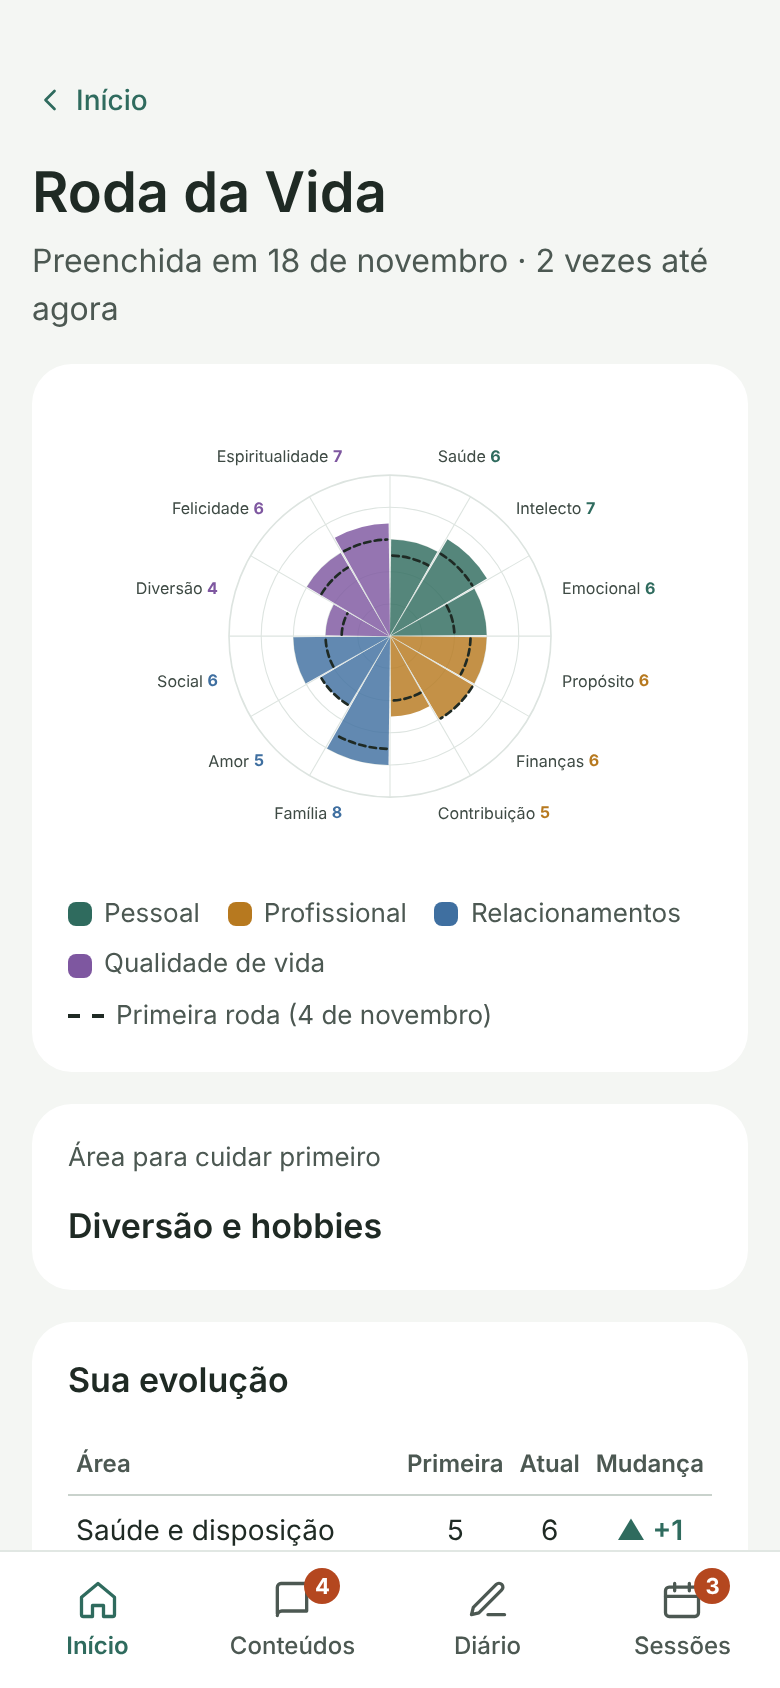 Início
Roda da Vida
Preenchida em 18 de novembro · 2 vezes até
agora
Espiritualidade 7
Saúde 6
Felicidade 6
Intelecto 7
Diversão 4
Emocional 6
Social 6
Propósito 6
Amor 5
Finanças 6
Família 8
Contribuição 5
Pessoal
Profissional
Relacionamentos
Qualidade de vida
Primeira roda (4 de novembro)
Área para cuidar primeiro
Diversão e hobbies
Sua evolução
Área Primeira Atual Mudança
Saúde e disposição 5 6 ▲ +1
4
3
Início
Conteúdos
Diário
Sessões